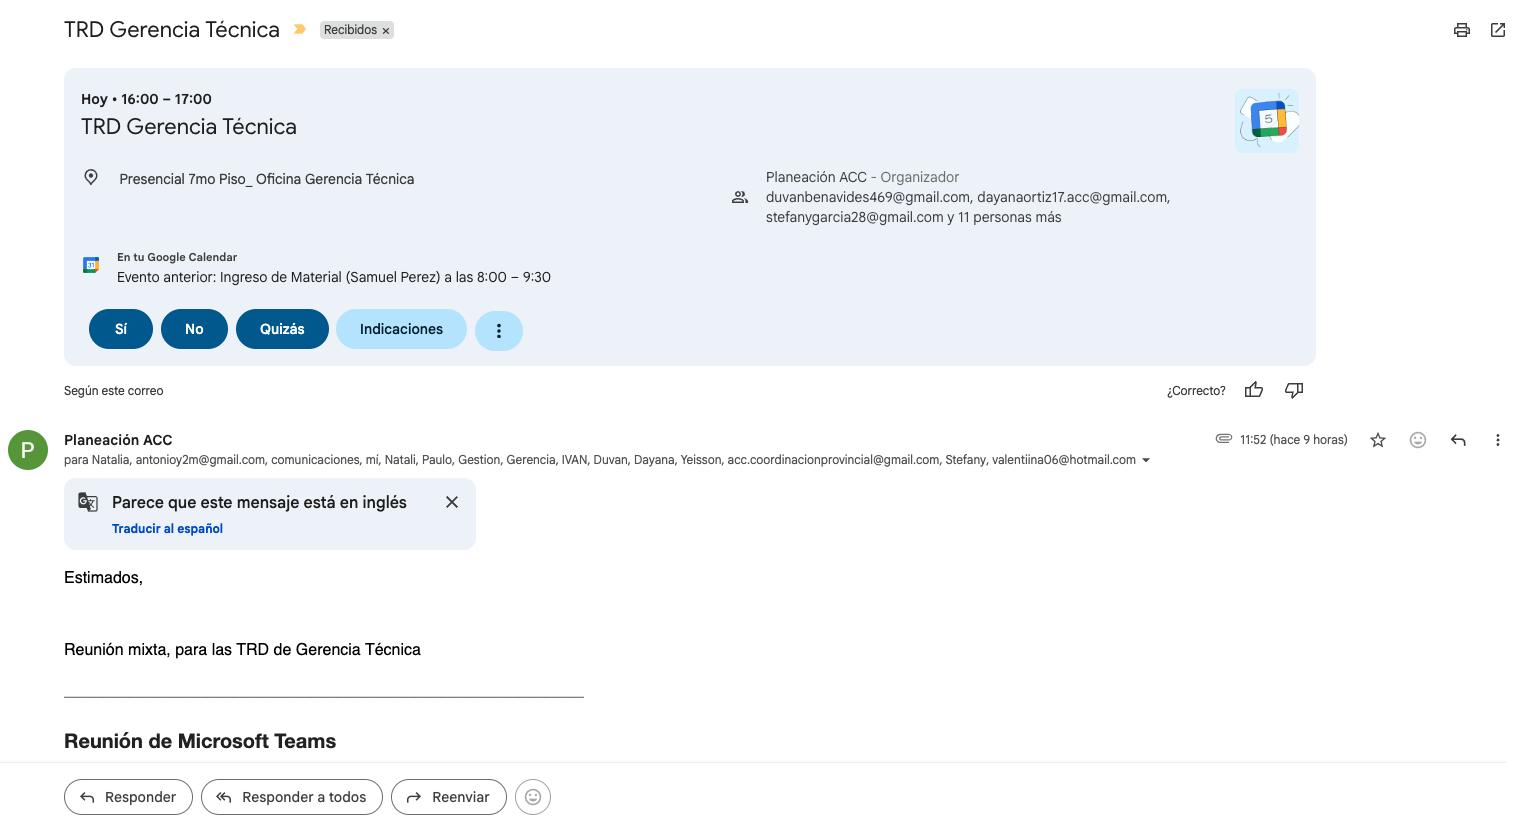 TRD Gerencia Técnica
Recibidos ×
Hoy • 16:00 – 17:00
TRD Gerencia Técnica
5
Presencial 7mo Piso_ Oficina Gerencia Técnica
Planeación ACC - Organizador
duvanbenavides469@gmail.com, dayanaortiz17.acc@gmail.com,
stefanygarcia28@gmail.com y 11 personas más
31
En tu Google Calendar
Evento anterior: Ingreso de Material (Samuel Perez) a las 8:00 – 9:30
Sí
No
Quizás
Indicaciones
Según este correo
¿Correcto?
P
Planeación ACC
11:52 (hace 9 horas)
para Natalia, antonioy2m@gmail.com, comunicaciones, mí, Natali, Paulo, Gestion, Gerencia, IVAN, Duvan, Dayana, Yeisson, acc.coordinacionprovincial@gmail.com, Stefany, valentiina06@hotmail.com
Parece que este mensaje está en inglés
Traducir al español
Estimados,
Reunión mixta, para las TRD de Gerencia Técnica
Reunión de Microsoft Teams
Responder
Responder a todos
Reenviar